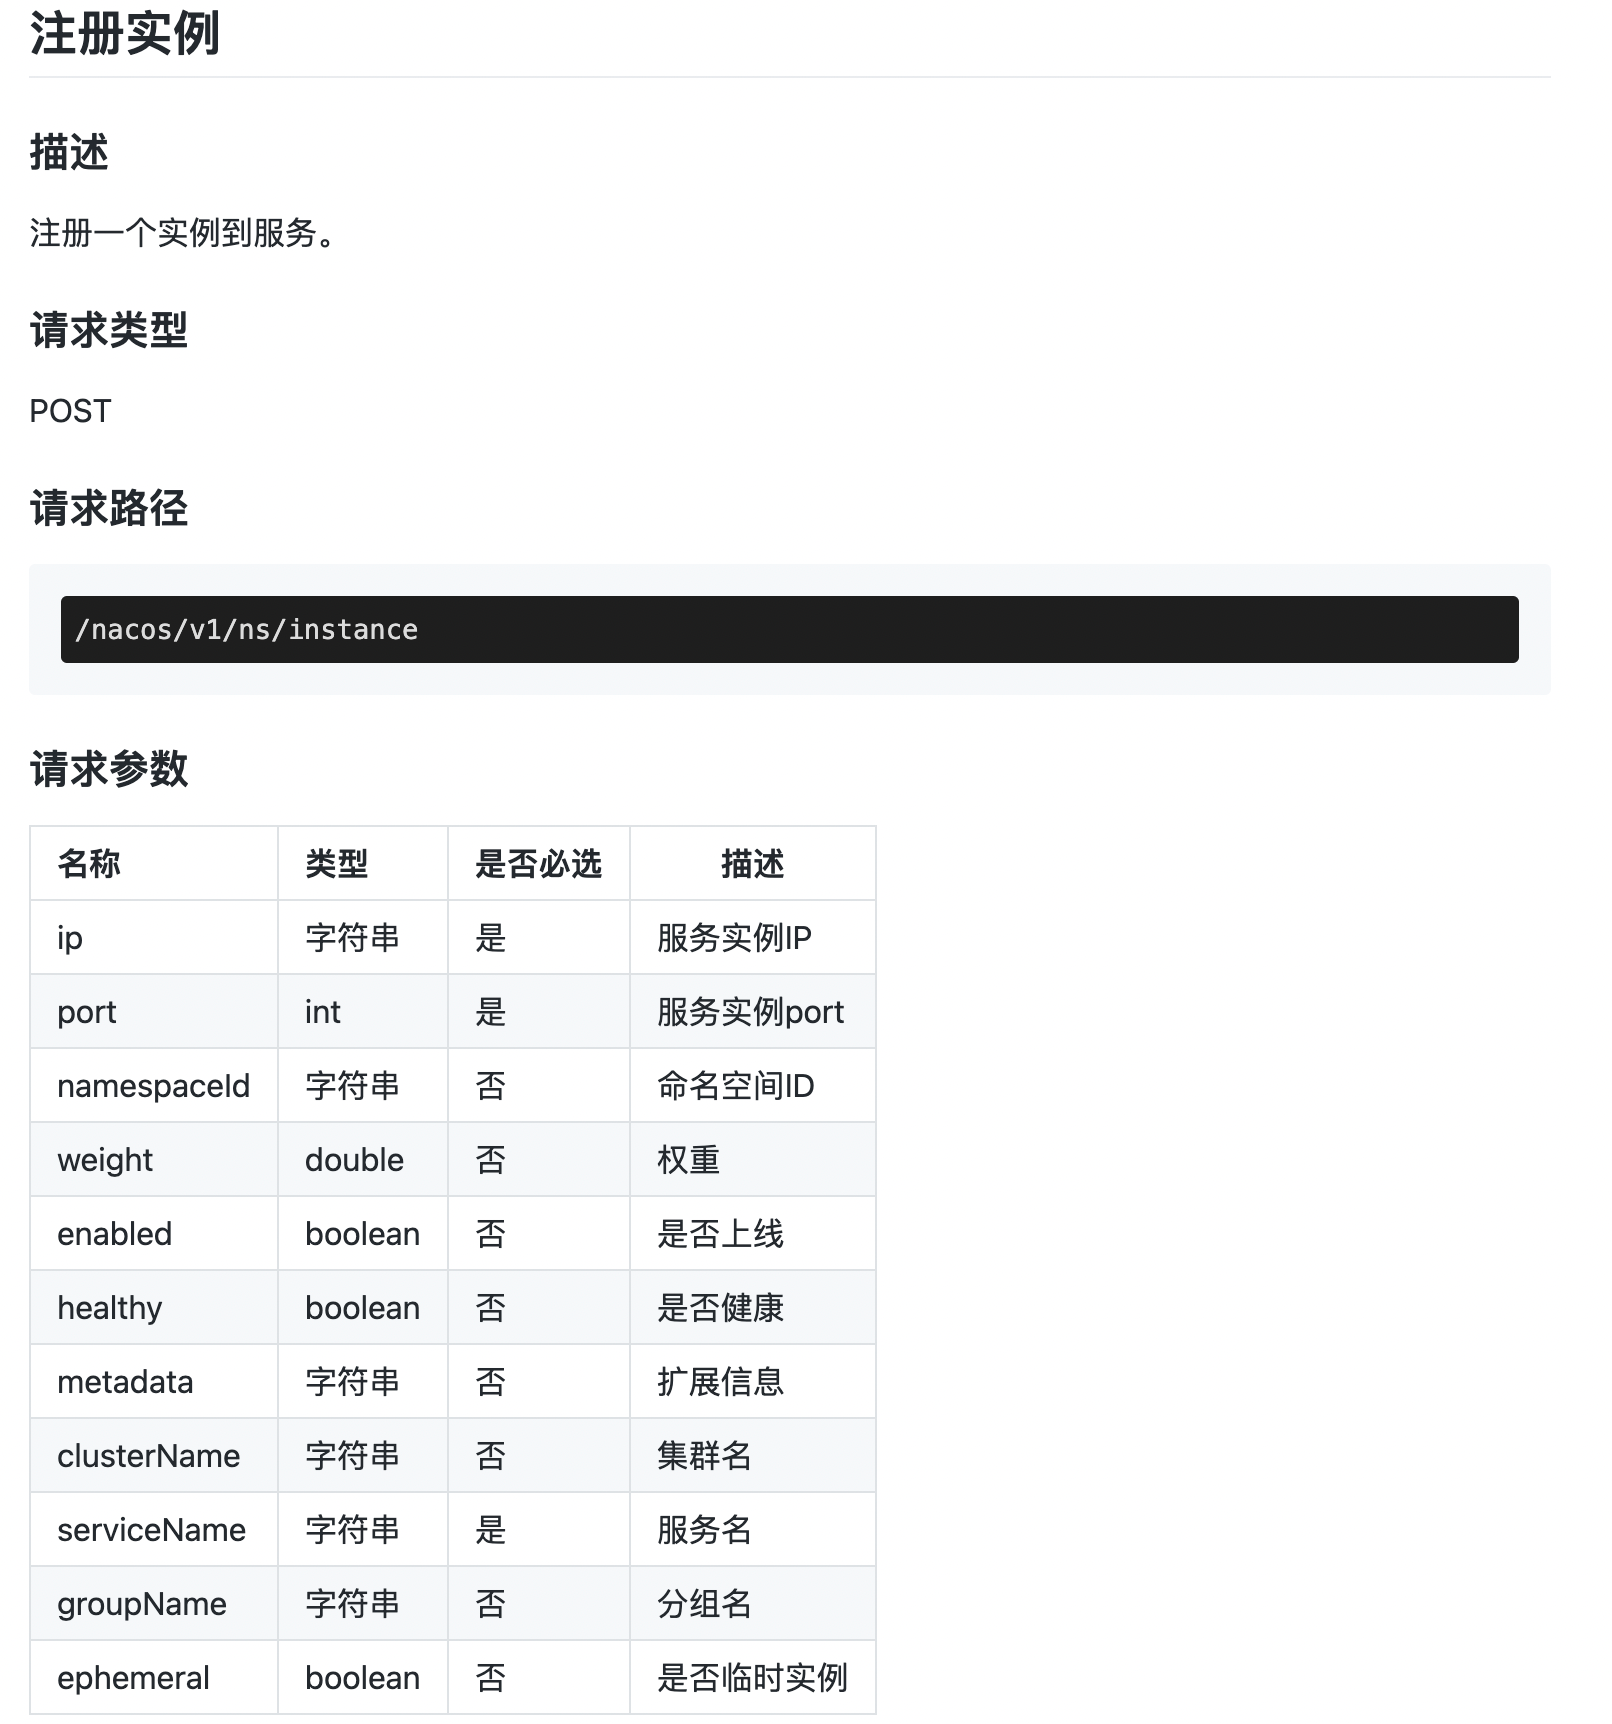 注册实例
描述
注册一个实例到服务。
请求类型
POST
请求路径
/nacos/v1/ns/instance
请求参数
名称 类型 是否必选 描述
ip 字符串 是 服务实例IP
port int 是 服务实例port
namespaceId 字符串 否 命名空间ID
weight double 否 权重
enabled boolean 否 是否上线
healthy boolean 否 是否健康
metadata 字符串 否 扩展信息
clusterName 字符串 否 集群名
serviceName 字符串 是 服务名
groupName 字符串 否 分组名
ephemeral boolean 否 是否临时实例